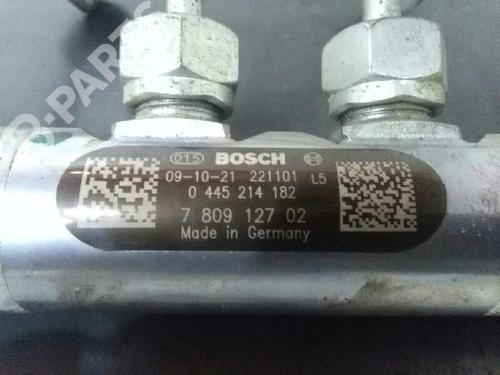 015 BOSCH
09-10-21 221101 L5
0 445 214 182
7 809 127 02
Made in Germany